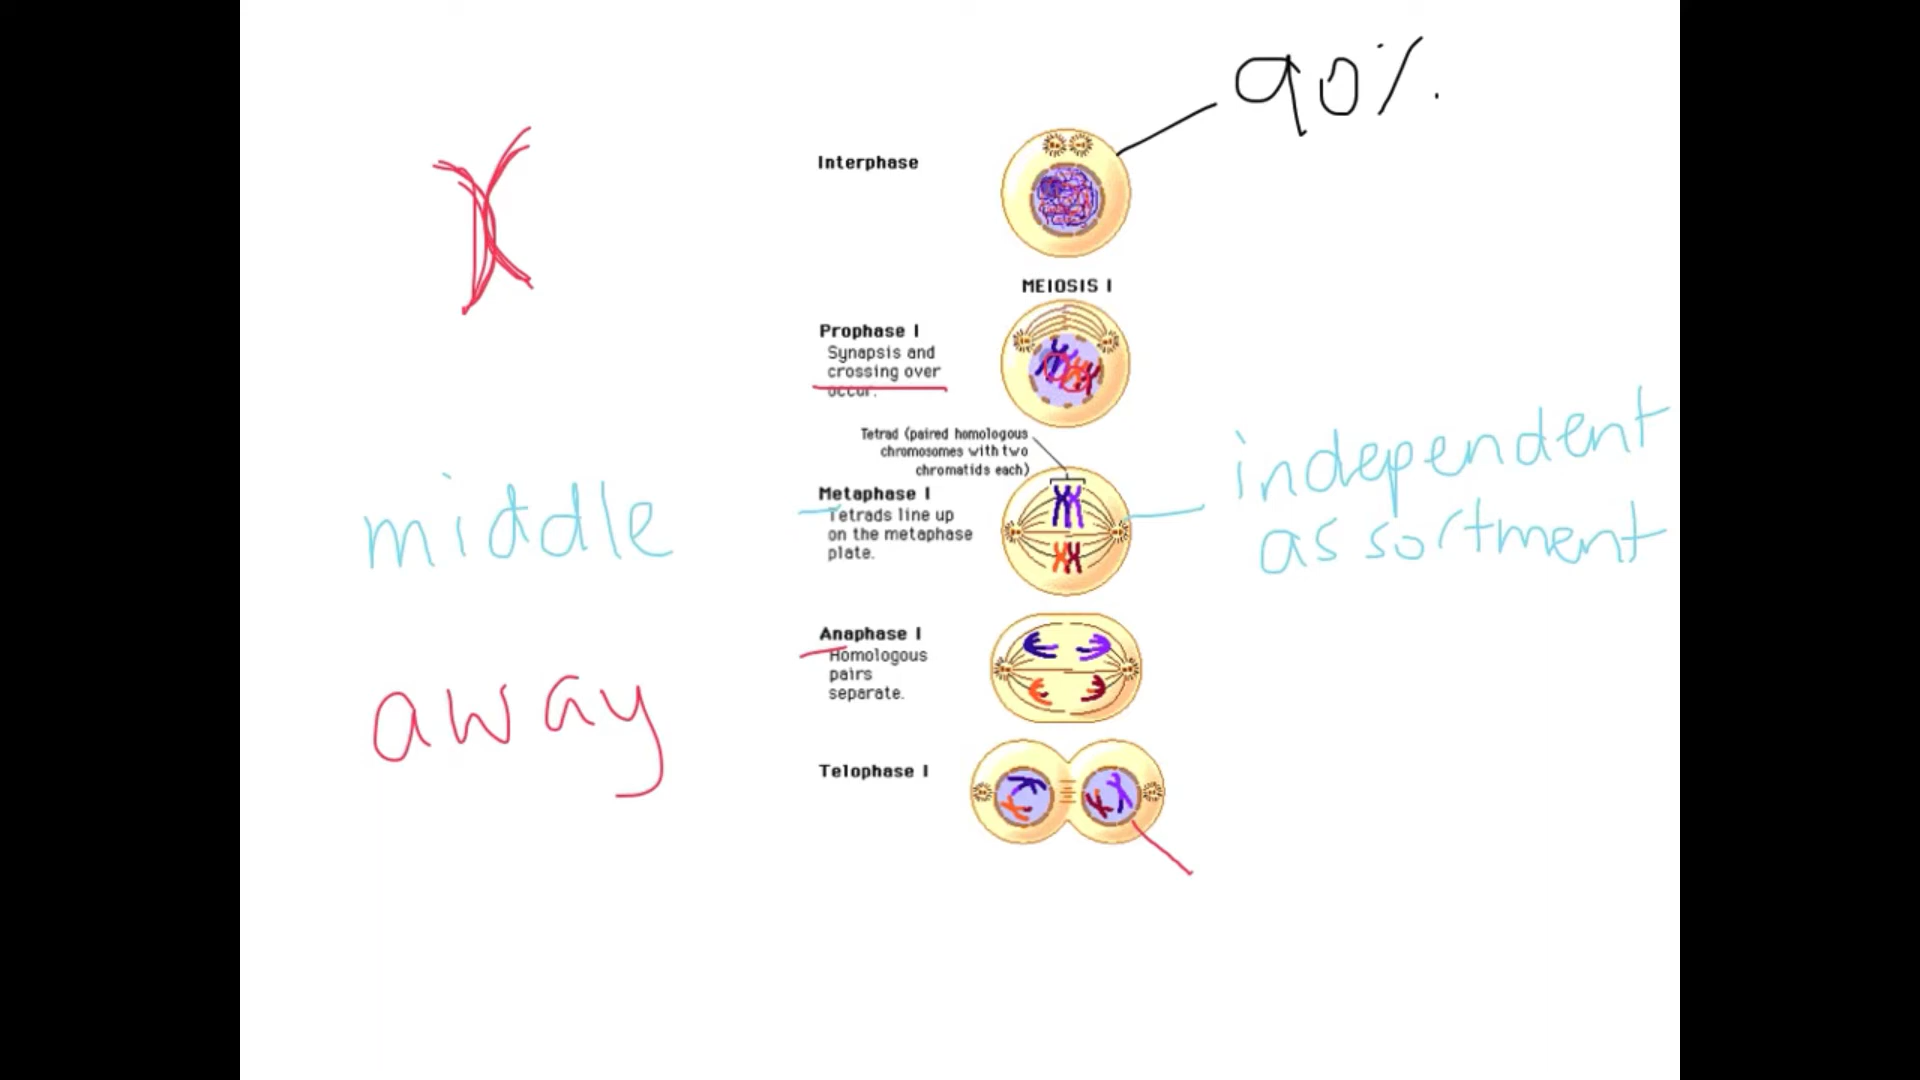 90%
Interphase
MEIOSIS I
Prophase I
Synapsis and
crossing over
occur.
Tetrad (paired homologous
chromosomes with two
chromatids each)
Metaphase I
Tetrads line up
on the metaphase
plate.
middle
independent
assortment
Anaphase I
Homologous
pairs
separate.
away
Telophase I